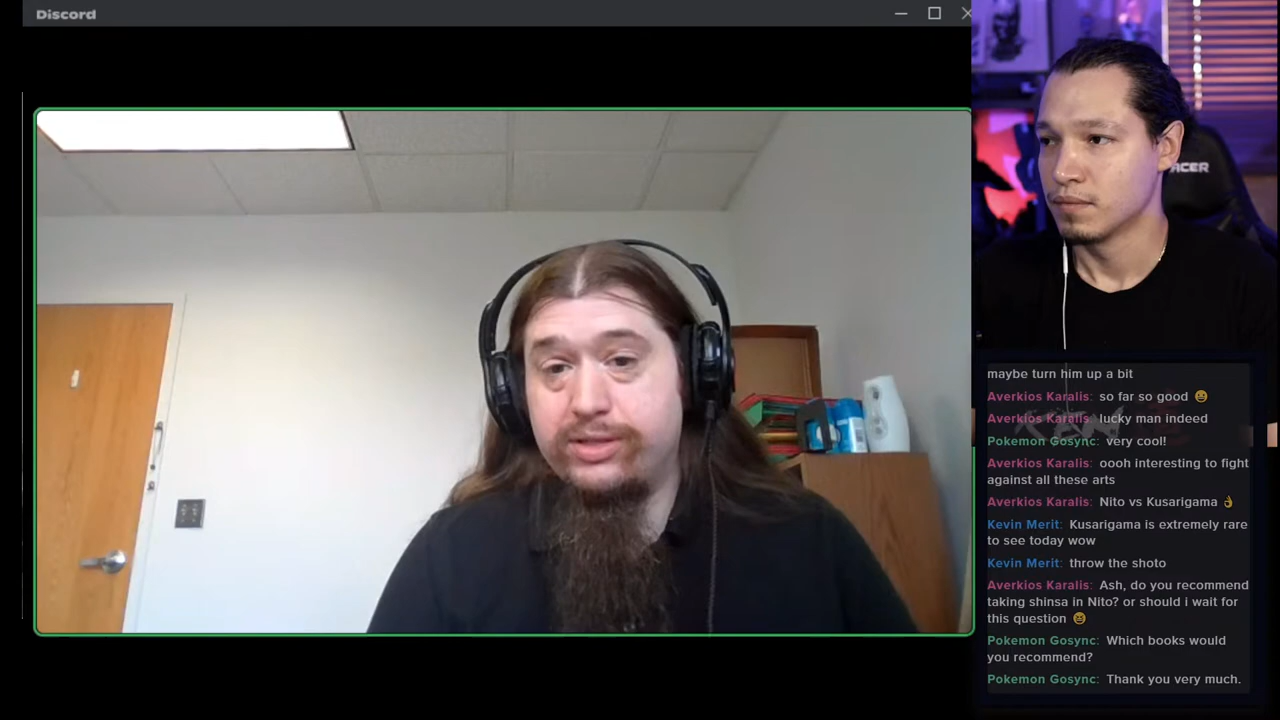 Discord
ACER
maybe turn him up a bit
Averkios Karalis: so far so good 😆
Averkios Karalis: lucky man indeed
Pokemon Gosync: very cool!
Averkios Karalis: oooh interesting to fight
against all these arts
Averkios Karalis: Nito vs Kusarigama 👌
Kevin Merit: Kusarigama is extremely rare
to see today wow
Kevin Merit: throw the shoto
Averkios Karalis: Ash, do you recommend
taking shinsa in Nito? or should i wait for
this question 😆
Pokemon Gosync: Which books would
you recommend?
Pokemon Gosync: Thank you very much.